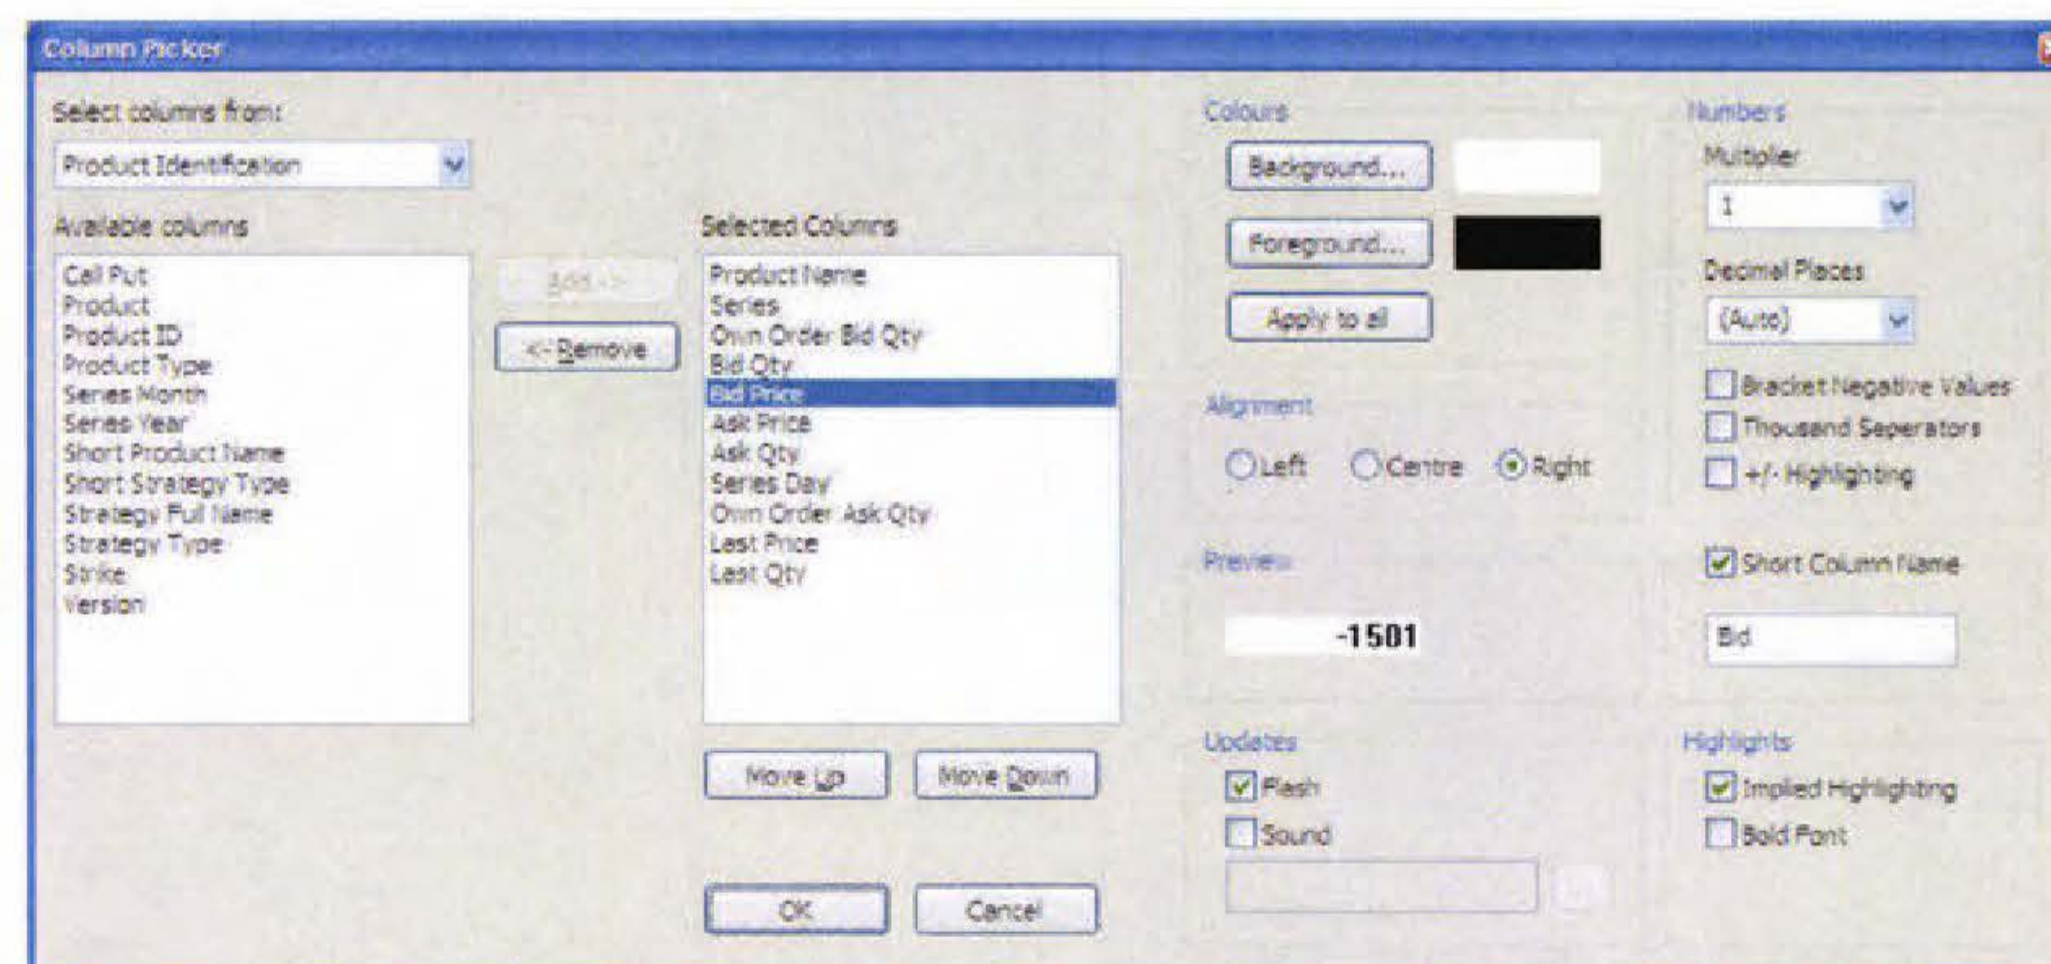 Column Picker
Select columns from:
Product Identification
Available columns
Call Put
Product
Product ID
Product Type
Series Month
Series Year
Short Product Name
Short Strategy Type
Strategy Full Name
Strategy Type
Strike
Version
Add ->
<- Remove
Selected Columns
Product Name
Series
Own Order Bid Qty
Bid Qty
Bid Price
Ask Price
Ask Qty
Series Day
Own Order Ask Qty
Last Price
Last Qty
Move Up
Move Down
OK
Cancel
Colours
Background...
Foreground...
Apply to all
Alignment
Left
Centre
Right
Preview
-1501
Updates
Flash
Sound
Numbers
Multiplier
1
Decimal Places
(Auto)
Bracket Negative Values
Thousand Seperators
+/- Highlighting
Short Column Name
Bid
Highlights
Implied Highlighting
Bold Font